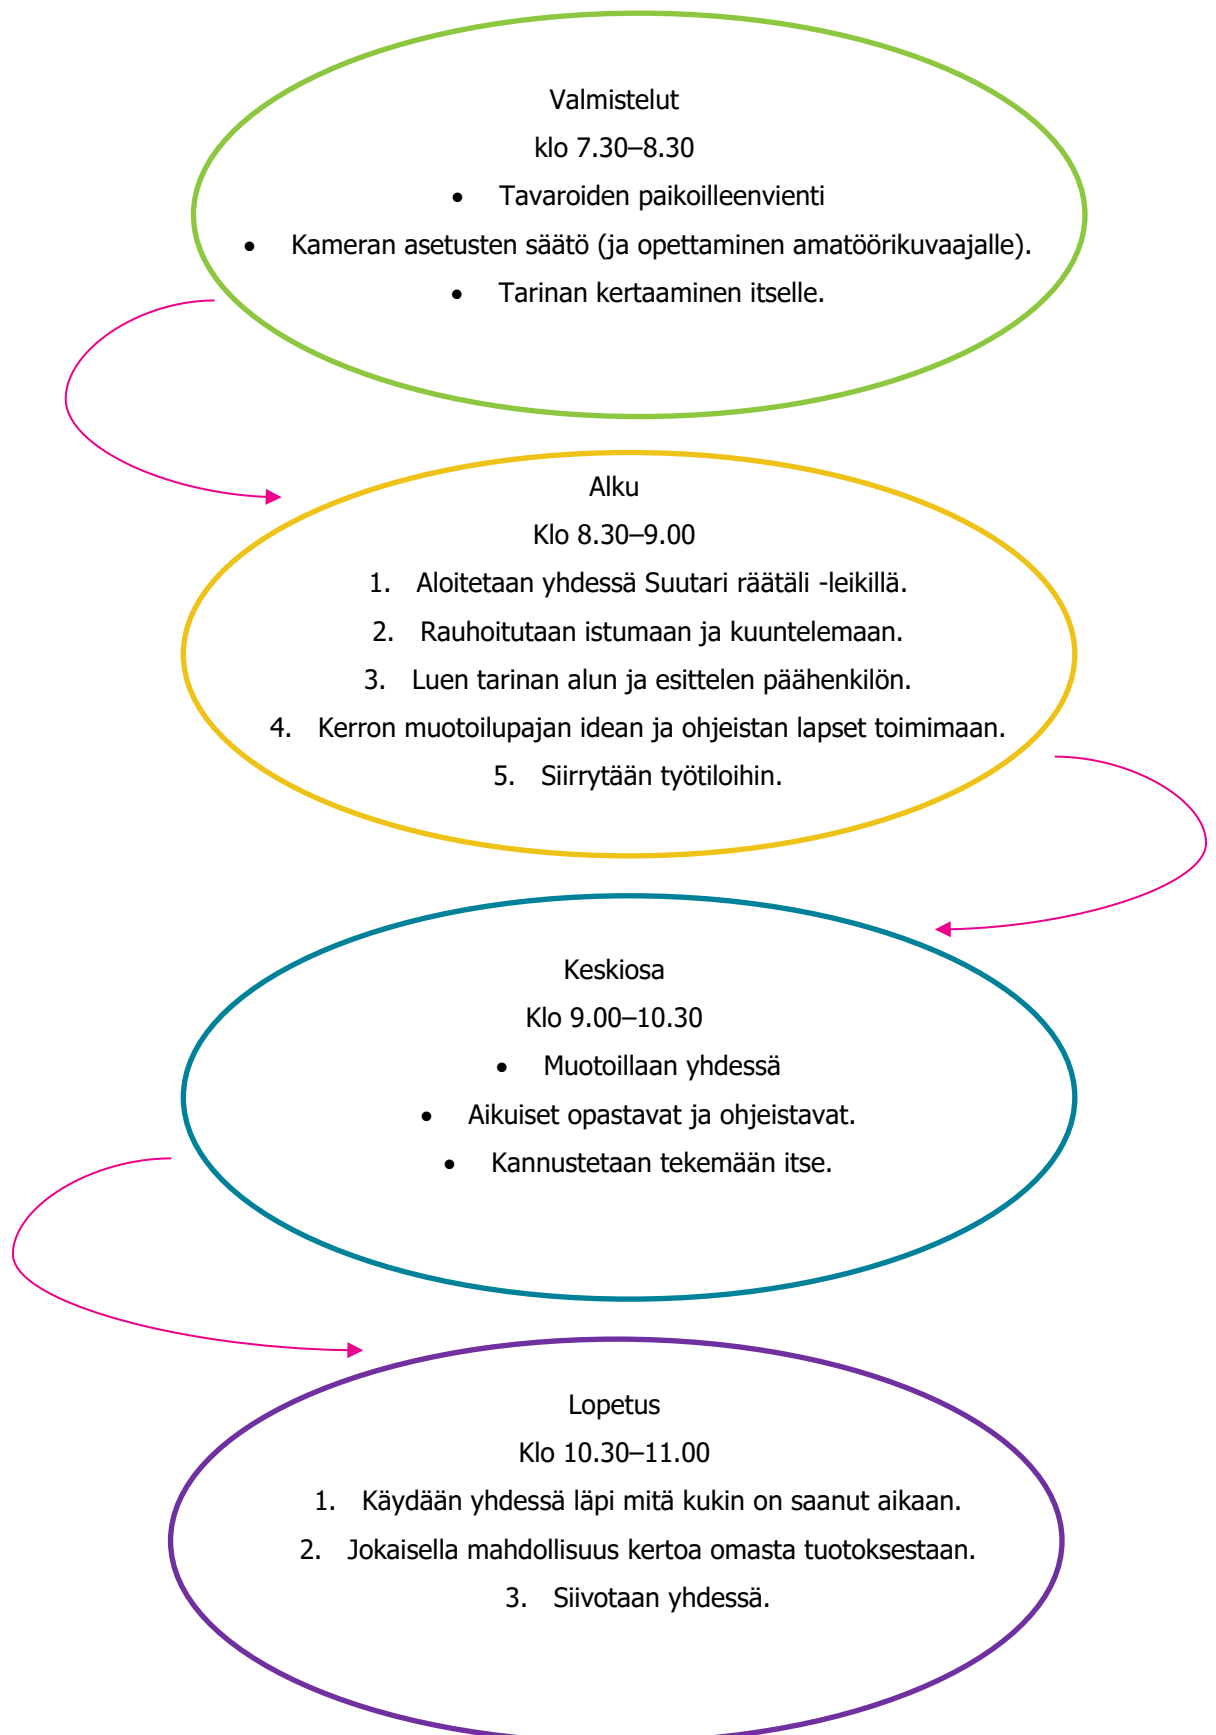 Valmistelut
klo 7.30–8.30
• Tavaroiden paikoilleenvienti
• Kameran asetusten säätö (ja opettaminen amatöörikuvaajalle).
• Tarinan kertaaminen itselle.
Alku
Klo 8.30–9.00
1. Aloitetaan yhdessä Suutari räätäli -leikillä.
2. Rauhoitutaan istumaan ja kuuntelemaan.
3. Luen tarinan alun ja esittelen päähenkilön.
4. Kerron muotoilupajan idean ja ohjeistan lapset toimimaan.
5. Siirrytään työtiloihin.
Keskiosa
Klo 9.00–10.30
• Muotoillaan yhdessä
• Aikuiset opastavat ja ohjeistavat.
• Kannustetaan tekemään itse.
Lopetus
Klo 10.30–11.00
1. Käydään yhdessä läpi mitä kukin on saanut aikaan.
2. Jokaisella mahdollisuus kertoa omasta tuotoksestaan.
3. Siivotaan yhdessä.